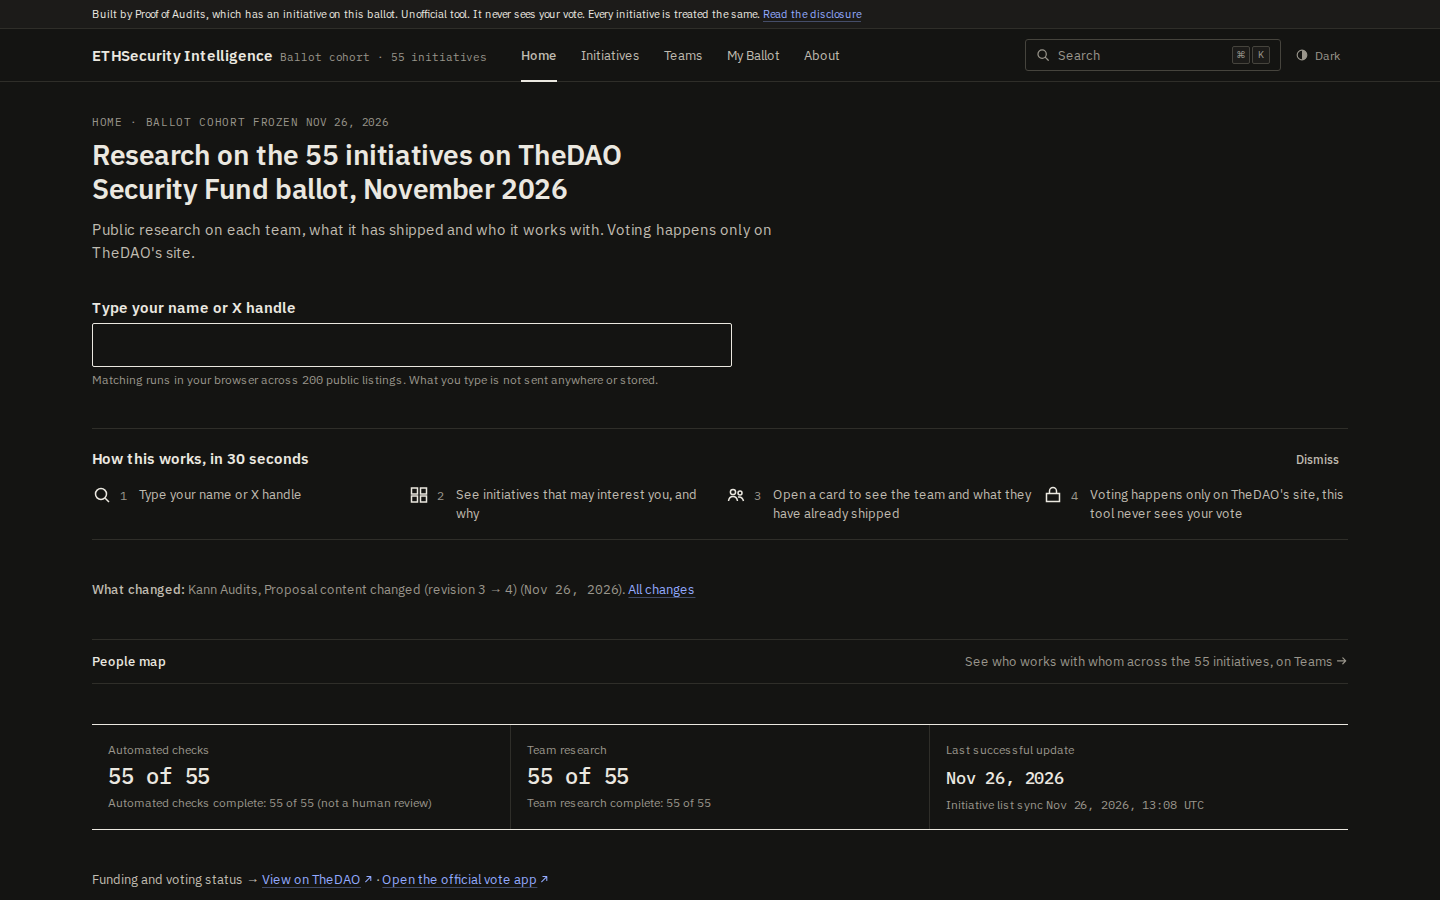 Built by Proof of Audits, which has an initiative on this ballot. Unofficial tool. It never sees your vote. Every initiative is treated the same. Read the disclosure
ETHSecurity Intelligence Ballot cohort · 55 initiatives Home Initiatives Teams My Ballot About Search ⌘ K Dark
HOME · BALLOT COHORT FROZEN NOV 26, 2026
Research on the 55 initiatives on TheDAO
Security Fund ballot, November 2026
Public research on each team, what it has shipped and who it works with. Voting happens only on
TheDAO's site.
Type your name or X handle
Matching runs in your browser across 200 public listings. What you type is not sent anywhere or stored.
How this works, in 30 seconds Dismiss
1 Type your name or X handle
2 See initiatives that may interest you, and
why
3 Open a card to see the team and what they
have already shipped
4 Voting happens only on TheDAO's site, this
tool never sees your vote
What changed: Kann Audits, Proposal content changed (revision 3 → 4) (Nov 26, 2026). All changes
People map See who works with whom across the 55 initiatives, on Teams →
Automated checks
55 of 55
Automated checks complete: 55 of 55 (not a human review)
Team research
55 of 55
Team research complete: 55 of 55
Last successful update
Nov 26, 2026
Initiative list sync Nov 26, 2026, 13:08 UTC
Funding and voting status → View on TheDAO ↗ · Open the official vote app ↗